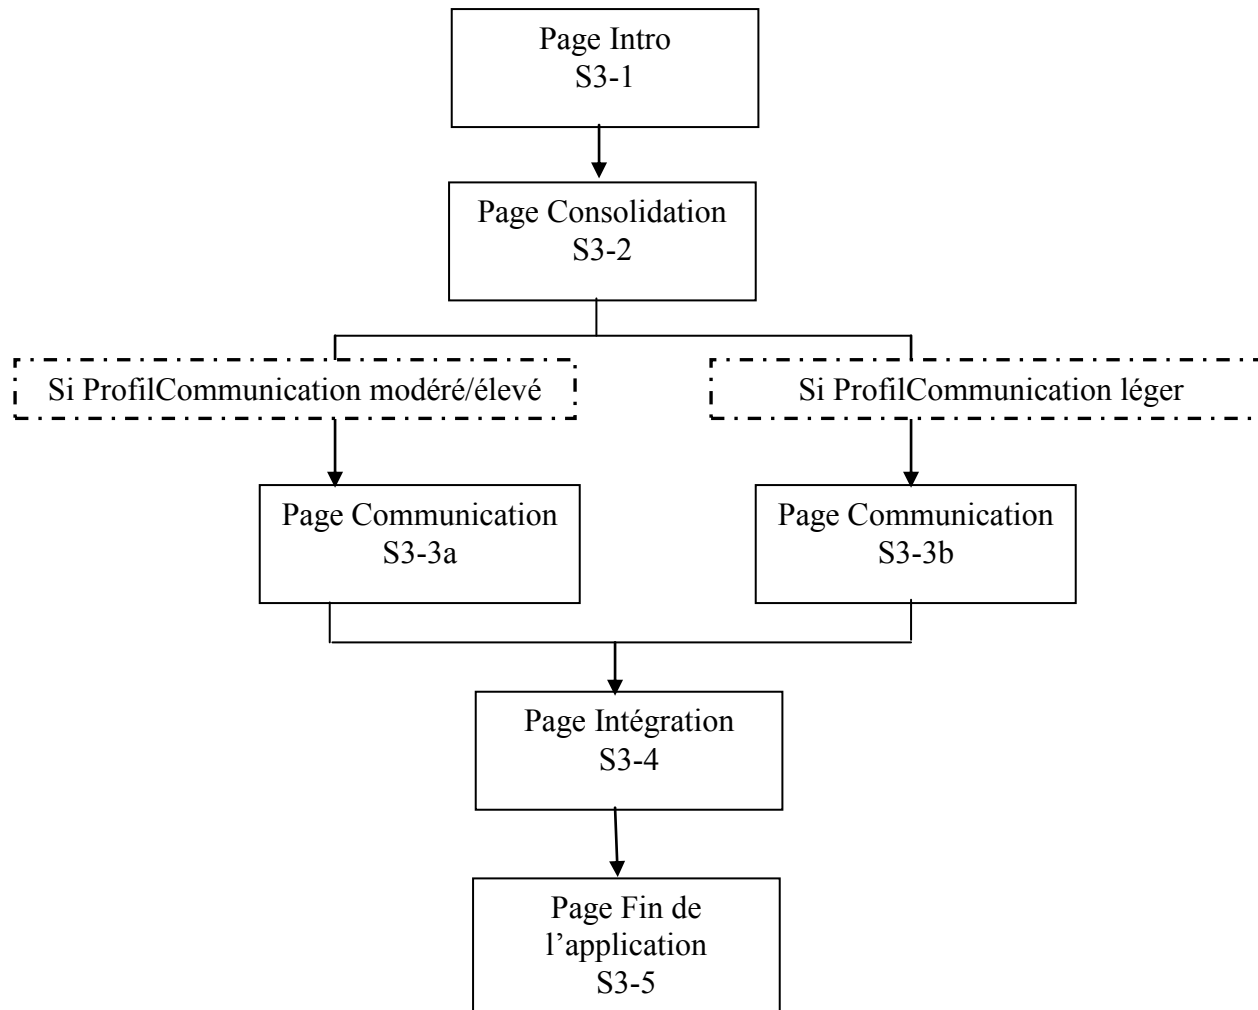 Page Intro
S3-1
Page Consolidation
S3-2
Si ProfilCommunication modéré/élevé
Si ProfilCommunication léger
Page Communication
S3-3a
Page Communication
S3-3b
Page Intégration
S3-4
Page Fin de
l’application
S3-5